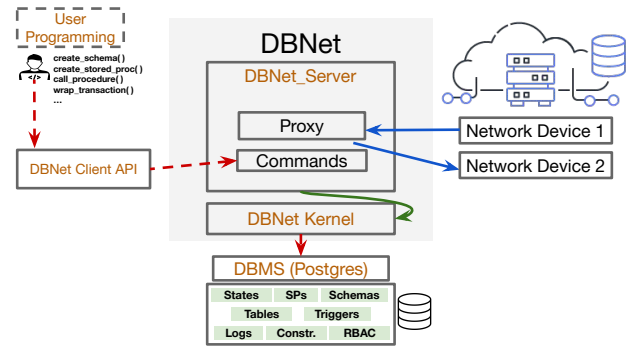 User
Programming
create_schema( )
create_stored_proc( )
call_procedure( )
wrap_transaction( )
...
</>
DBNet Client API
DBNet
DBNet_Server
Proxy
Commands
DBNet Kernel
DBMS (Postgres)
States SPs Schemas
Tables Triggers
Logs Constr. RBAC
Network Device 1
Network Device 2